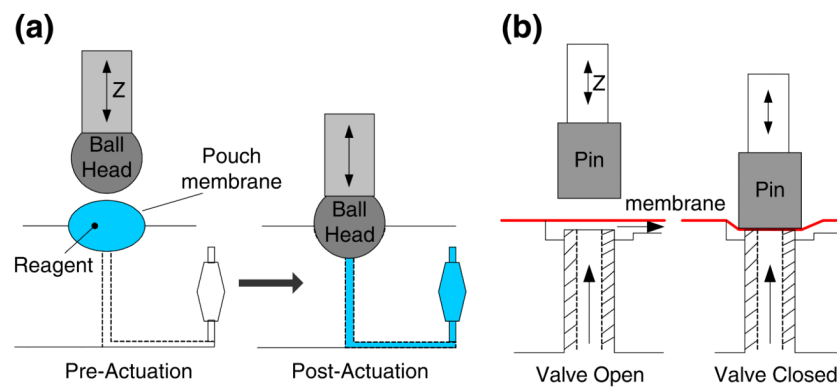 (a)
Z
Ball
Head
Pouch
membrane
Reagent
Ball
Head
Pre-Actuation
Post-Actuation
(b)
Z
Pin
membrane
Pin
Valve Open
Valve Closed